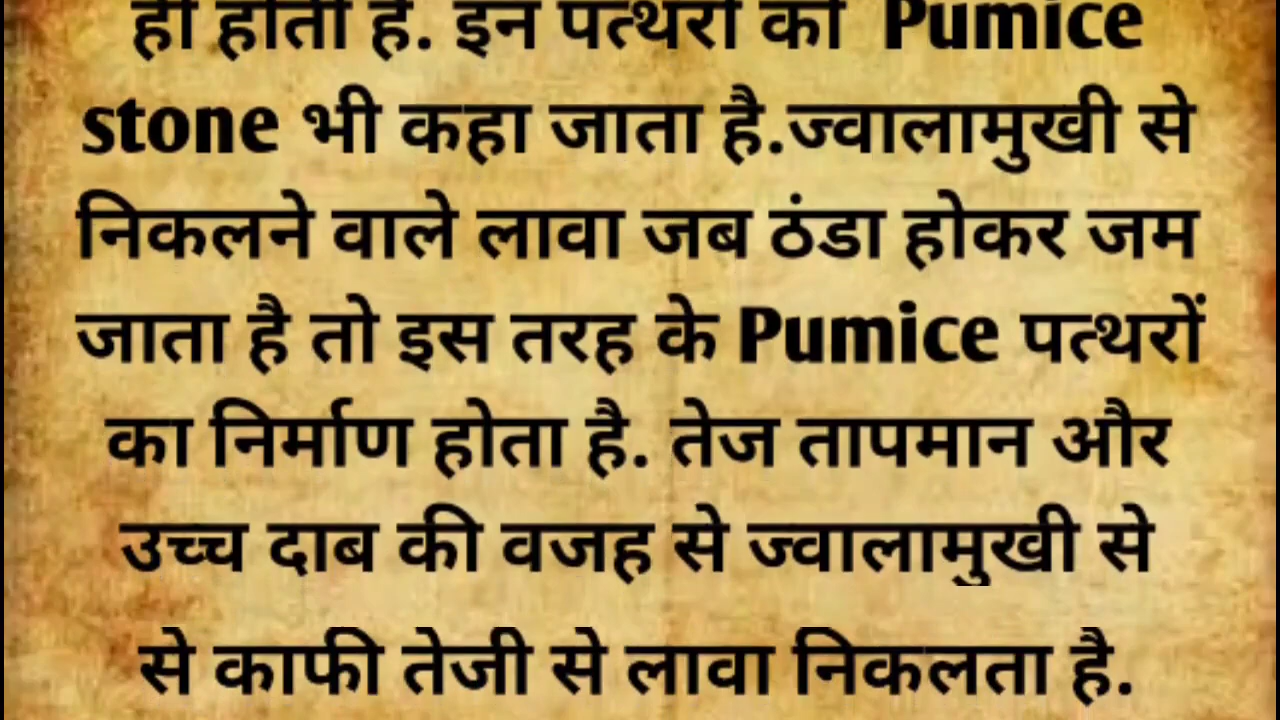 ही होती है. इन पत्थरों को Pumice
stone भी कहा जाता है.ज्वालामुखी से
निकलने वाले लावा जब ठंडा होकर जम
जाता है तो इस तरह के Pumice पत्थरों
का निर्माण होता है. तेज तापमान और
उच्च दाब की वजह से ज्वालामुखी से
से काफी तेजी से लावा निकलता है.